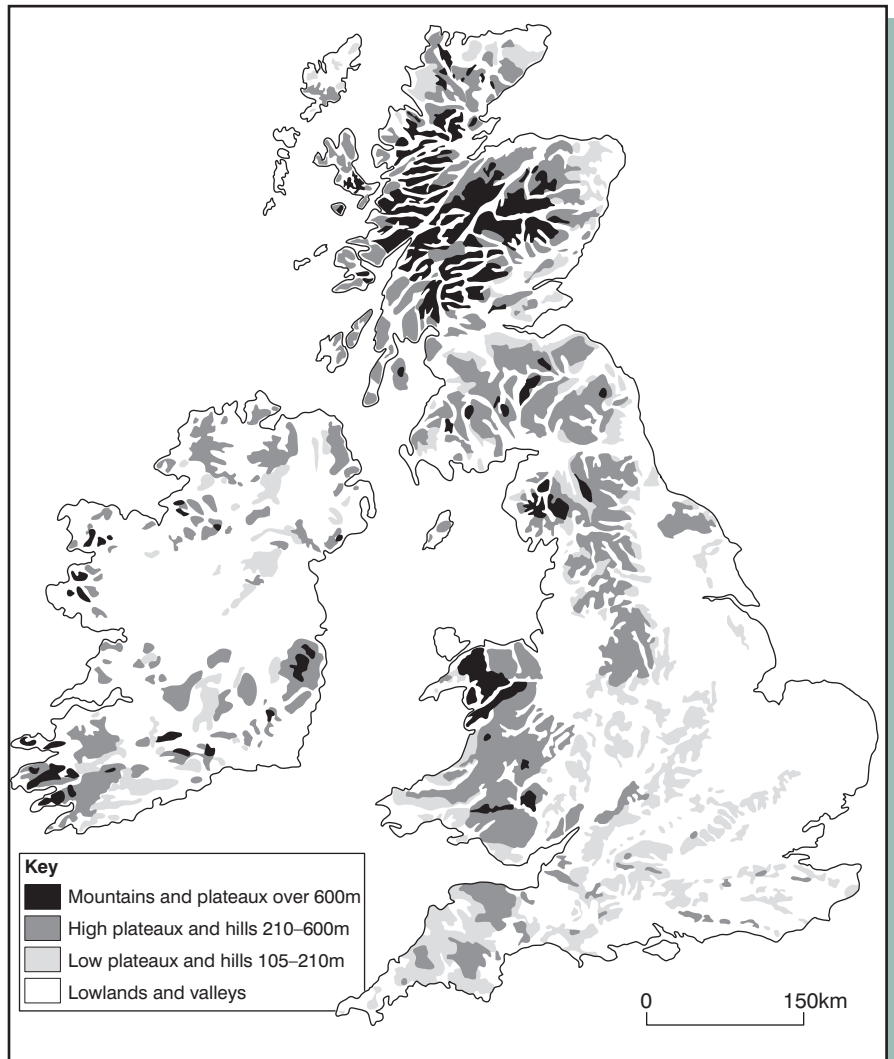 Key
Mountains and plateaux over 600m
High plateaux and hills 210–600m
Low plateaux and hills 105–210m
Lowlands and valleys
0 150km